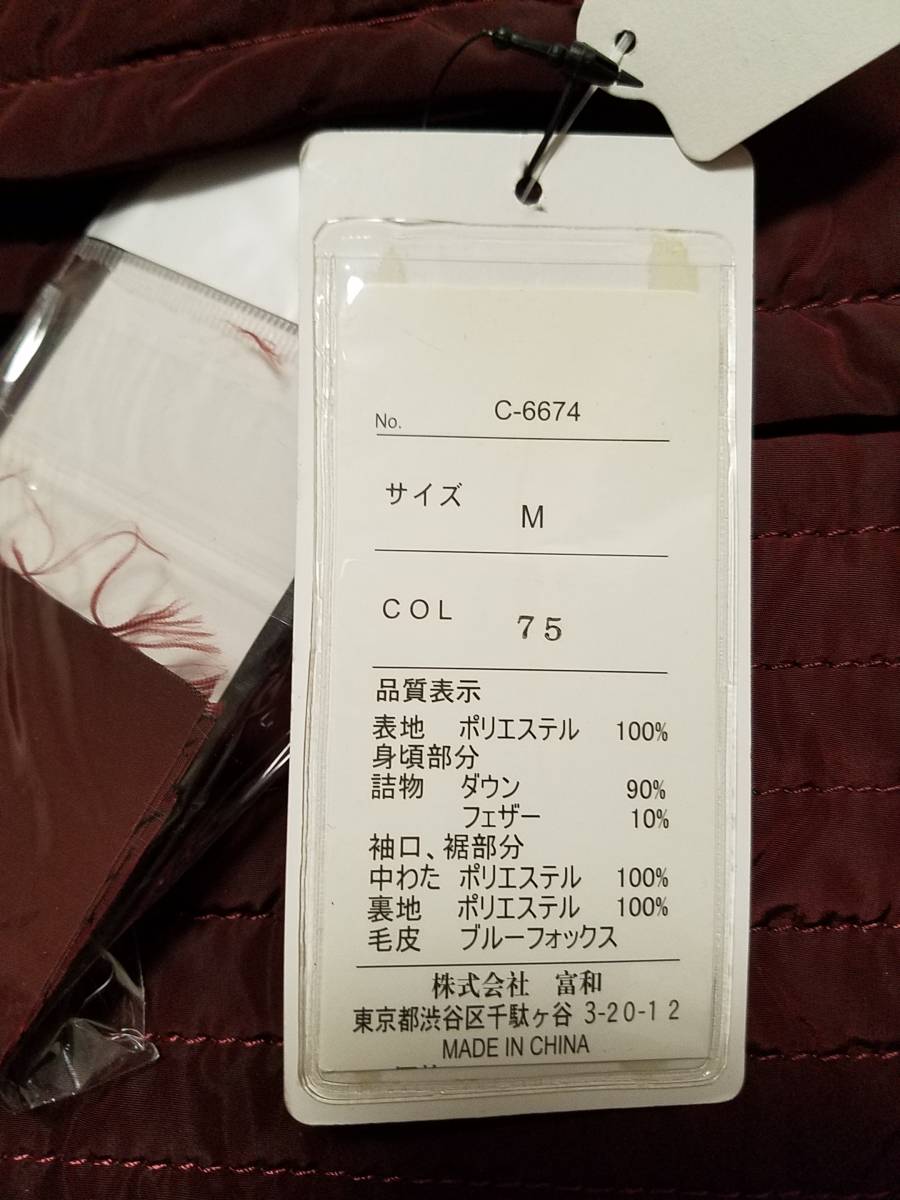 No. C-6674
サイズ M
COL 75
品質表示
表地 ポリエステル 100%
身頃部分
詰物 ダウン 90%
フェザー 10%
袖口、裾部分
中わた ポリエステル 100%
裏地 ポリエステル 100%
毛皮 ブルーフォックス
株式会社 富和
東京都渋谷区千駄ヶ谷 3-20-12
MADE IN CHINA